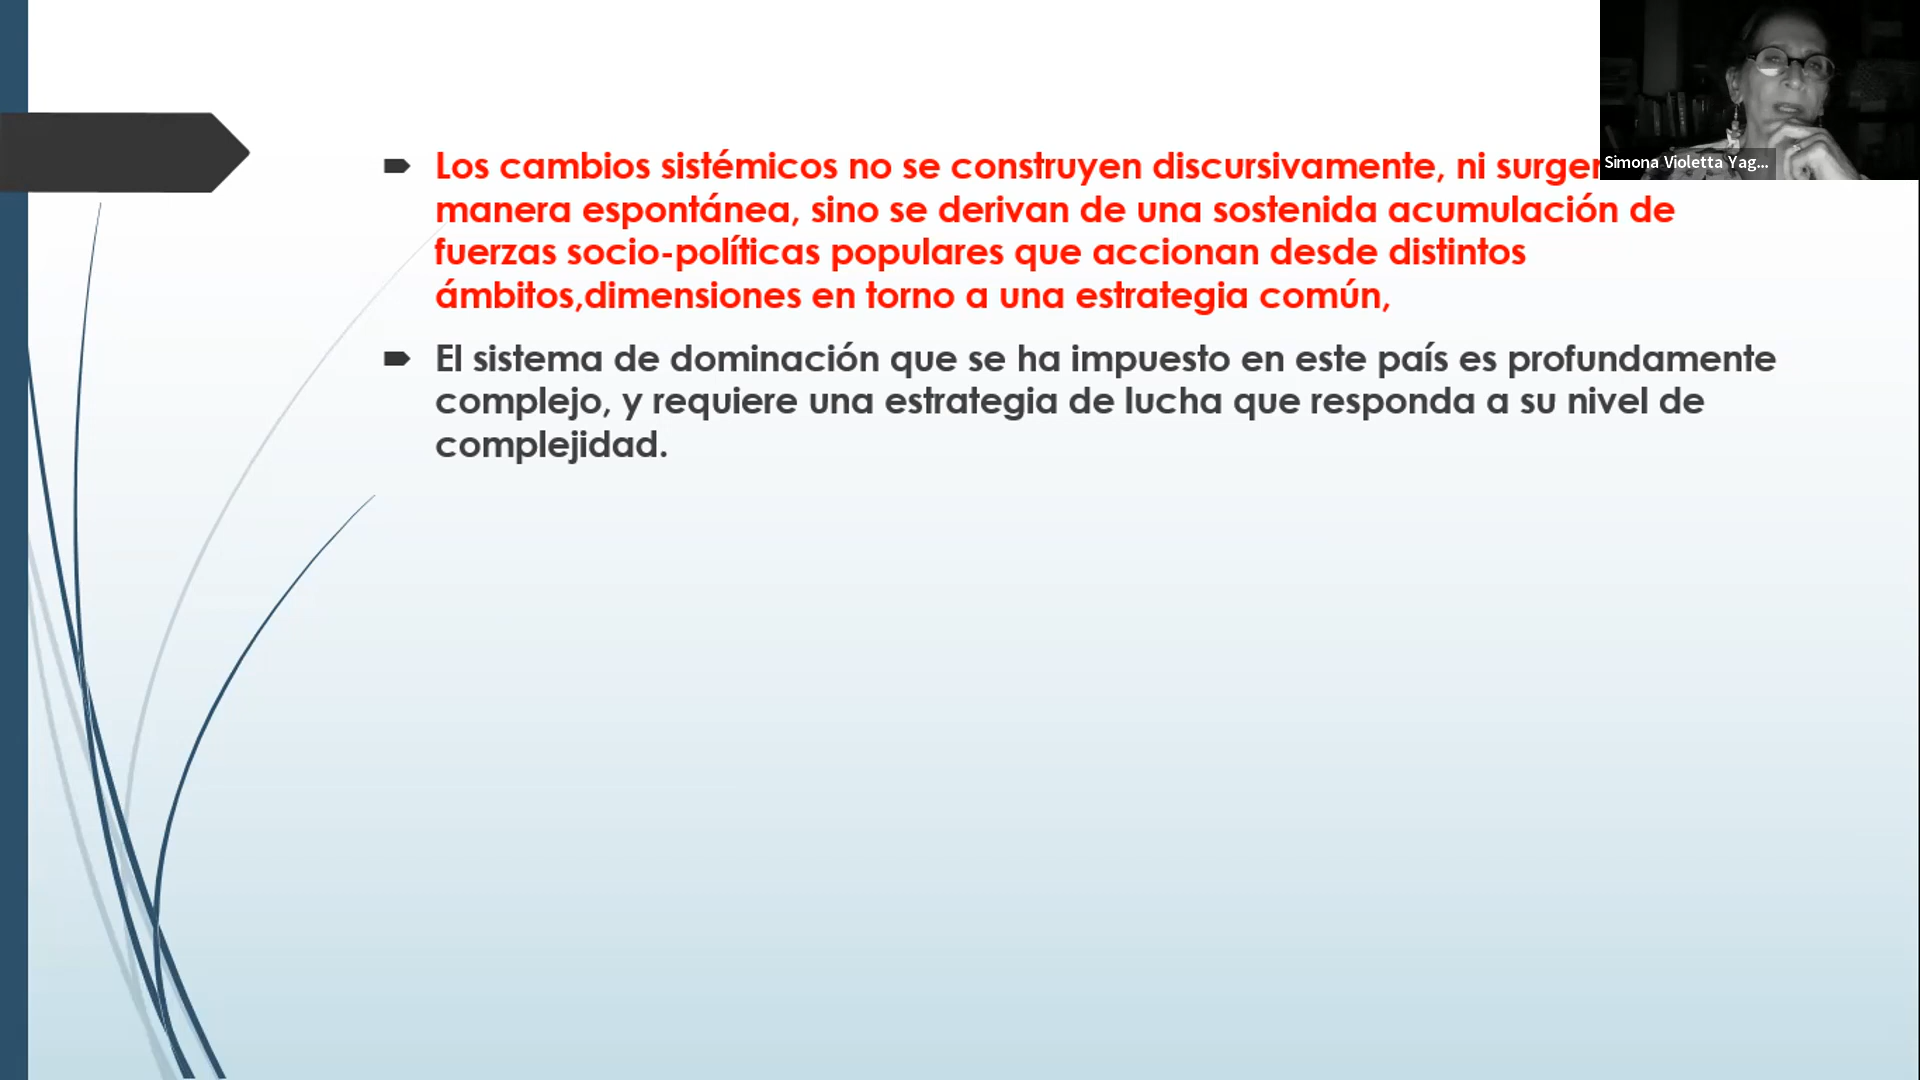 Los cambios sistémicos no se construyen discursivamente, ni surger
manera espontánea, sino se derivan de una sostenida acumulación de
fuerzas socio-políticas populares que accionan desde distintos
ámbitos,dimensiones en torno a una estrategia común,
El sistema de dominación que se ha impuesto en este país es profundamente
complejo, y requiere una estrategia de lucha que responda a su nivel de
complejidad.
Simona Violetta Yag...